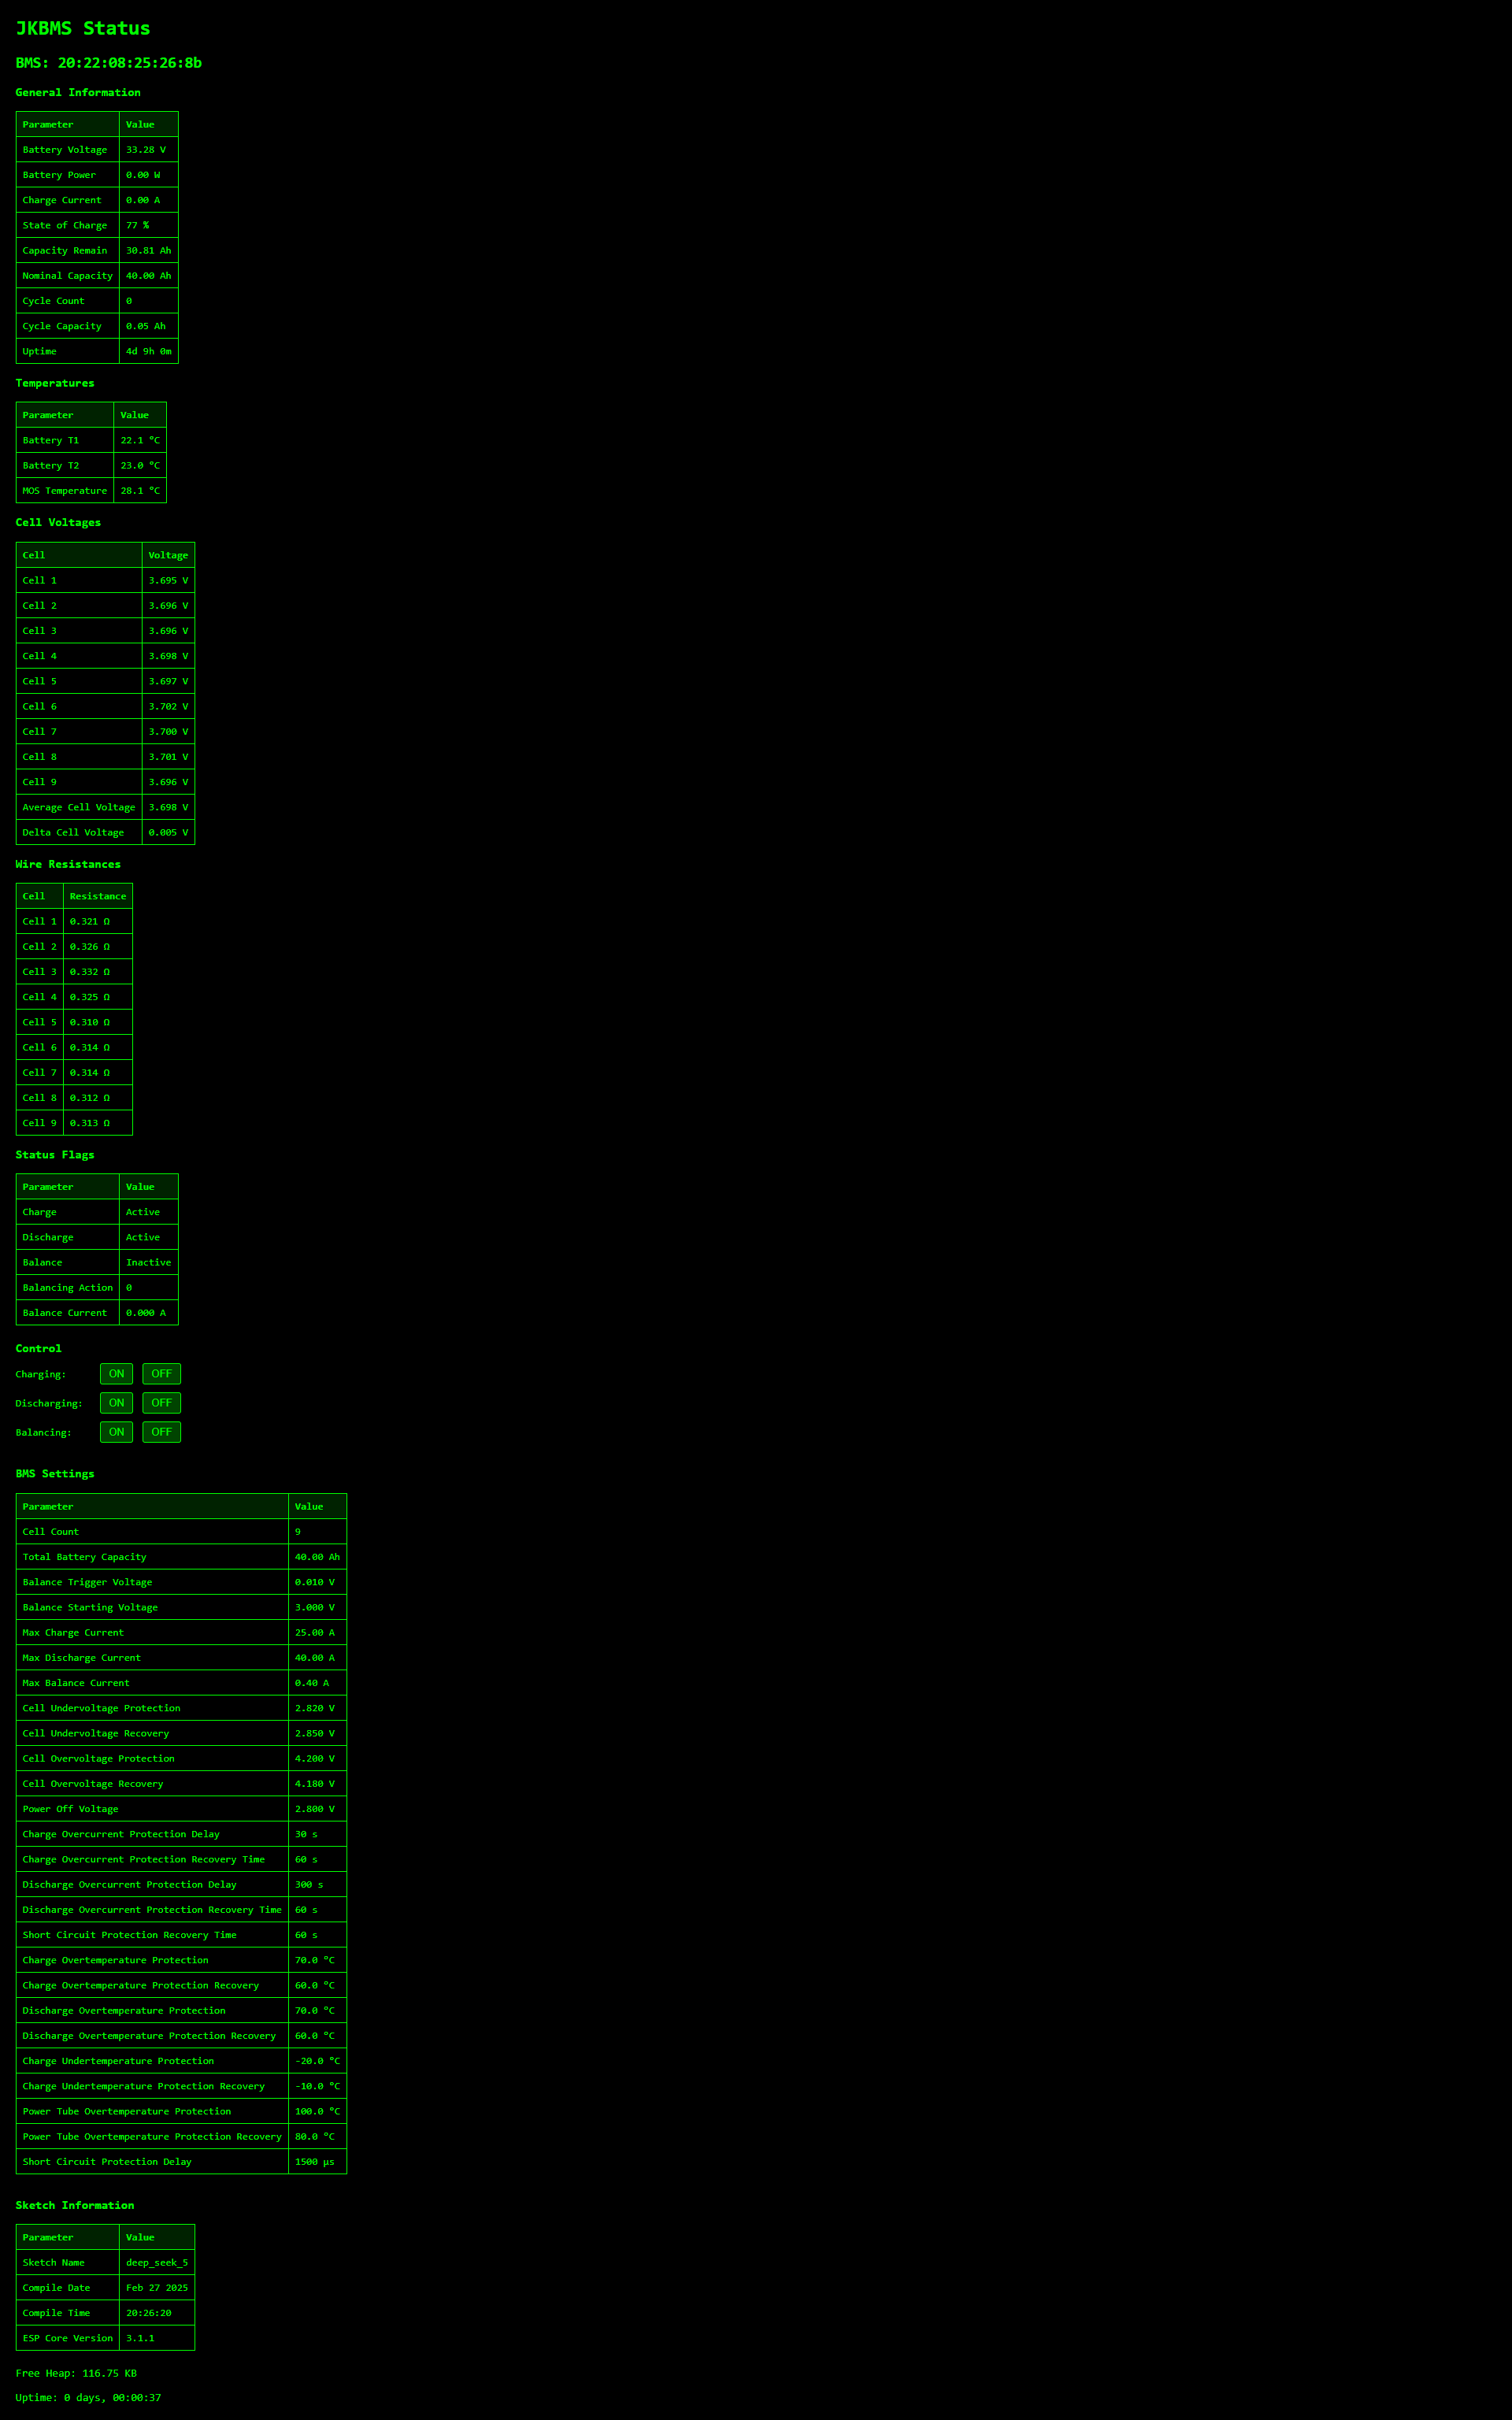 JKBMS Status
BMS: 20:22:08:25:26:8b
General Information
Parameter Value
Battery Voltage 33.28 V
Battery Power 0.00 W
Charge Current 0.00 A
State of Charge 77 %
Capacity Remain 30.81 Ah
Nominal Capacity 40.00 Ah
Cycle Count 0
Cycle Capacity 0.05 Ah
Uptime 4d 9h 0m
Temperatures
Parameter Value
Battery T1 22.1 °C
Battery T2 23.0 °C
MOS Temperature 28.1 °C
Cell Voltages
Cell Voltage
Cell 1 3.695 V
Cell 2 3.696 V
Cell 3 3.696 V
Cell 4 3.698 V
Cell 5 3.697 V
Cell 6 3.702 V
Cell 7 3.700 V
Cell 8 3.701 V
Cell 9 3.696 V
Average Cell Voltage 3.698 V
Delta Cell Voltage 0.005 V
Wire Resistances
Cell Resistance
Cell 1 0.321 Ω
Cell 2 0.326 Ω
Cell 3 0.332 Ω
Cell 4 0.325 Ω
Cell 5 0.310 Ω
Cell 6 0.314 Ω
Cell 7 0.314 Ω
Cell 8 0.312 Ω
Cell 9 0.313 Ω
Status Flags
Parameter Value
Charge Active
Discharge Active
Balance Inactive
Balancing Action 0
Balance Current 0.000 A
Control
Charging: ON OFF
Discharging: ON OFF
Balancing: ON OFF
BMS Settings
Parameter Value
Cell Count 9
Total Battery Capacity 40.00 Ah
Balance Trigger Voltage 0.010 V
Balance Starting Voltage 3.000 V
Max Charge Current 25.00 A
Max Discharge Current 40.00 A
Max Balance Current 0.40 A
Cell Undervoltage Protection 2.820 V
Cell Undervoltage Recovery 2.850 V
Cell Overvoltage Protection 4.200 V
Cell Overvoltage Recovery 4.180 V
Power Off Voltage 2.800 V
Charge Overcurrent Protection Delay 30 s
Charge Overcurrent Protection Recovery Time 60 s
Discharge Overcurrent Protection Delay 300 s
Discharge Overcurrent Protection Recovery Time 60 s
Short Circuit Protection Recovery Time 60 s
Charge Overtemperature Protection 70.0 °C
Charge Overtemperature Protection Recovery 60.0 °C
Discharge Overtemperature Protection 70.0 °C
Discharge Overtemperature Protection Recovery 60.0 °C
Charge Undertemperature Protection -20.0 °C
Charge Undertemperature Protection Recovery -10.0 °C
Power Tube Overtemperature Protection 100.0 °C
Power Tube Overtemperature Protection Recovery 80.0 °C
Short Circuit Protection Delay 1500 µs
Sketch Information
Parameter Value
Sketch Name deep_seek_5
Compile Date Feb 27 2025
Compile Time 20:26:20
ESP Core Version 3.1.1
Free Heap: 116.75 KB
Uptime: 0 days, 00:00:37